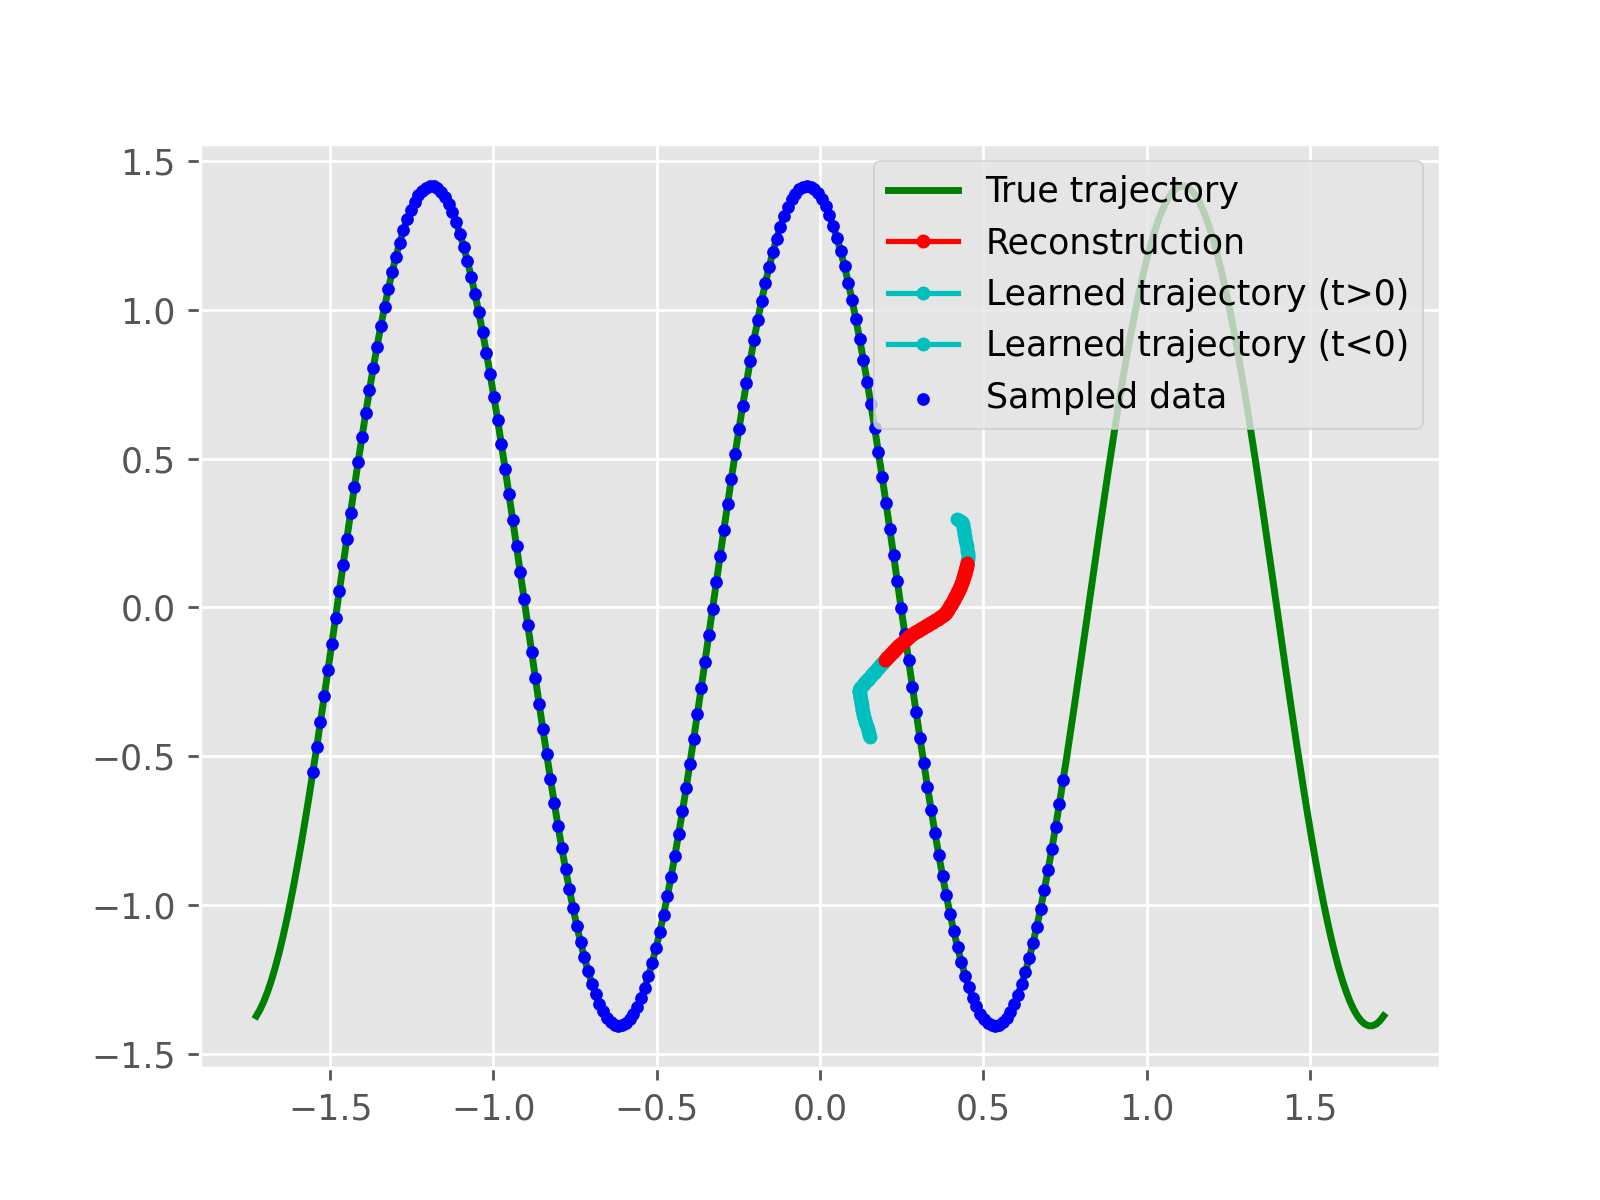 1.5
1.0
0.5
0.0
−0.5
−1.0
−1.5
True trajectory
Reconstruction
Learned trajectory (t>0)
Learned trajectory (t<0)
Sampled data
−1.5 −1.0 −0.5 0.0 0.5 1.0 1.5